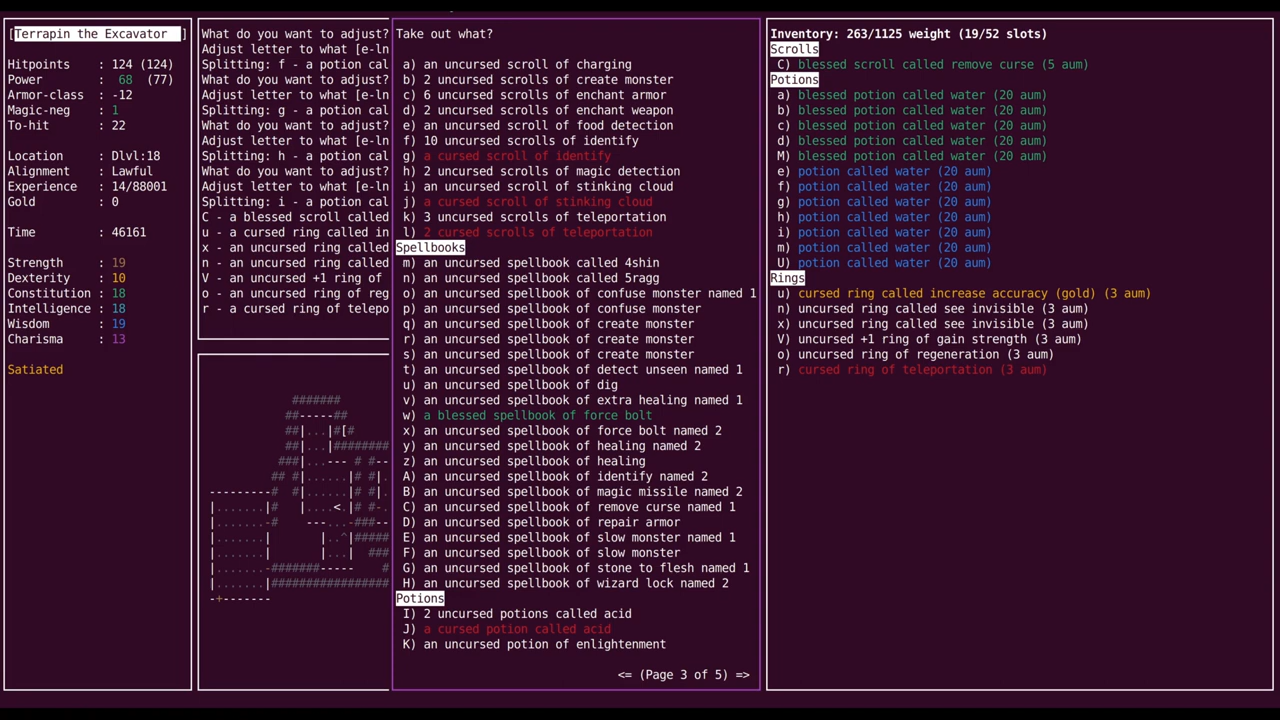 [Terrapin the Excavator  ]
Hitpoints    : 124 (124)
Power        :  68  (77)
Armor-class  : -12
Magic-neg    : 1
To-hit       : 22
Location     : Dlvl:18
Alignment    : Lawful
Experience   : 14/88001
Gold         : 0
Time         : 46161
Strength     : 19
Dexterity    : 10
Constitution : 18
Intelligence : 18
Wisdom       : 19
Charisma     : 13
Satiated
What do you want to adjust?
Adjust letter to what [e-ln
Splitting: f - a potion cal
What do you want to adjust?
Adjust letter to what [e-ln
Splitting: g - a potion cal
What do you want to adjust?
Adjust letter to what [e-ln
Splitting: h - a potion cal
What do you want to adjust?
Adjust letter to what [e-ln
Splitting: i - a potion cal
C - a blessed scroll called
u - a cursed ring called in
x - an uncursed ring called
n - an uncursed ring called
V - an uncursed +1 ring of
o - an uncursed ring of reg
r - a cursed ring of telepo
Take out what?
a) an uncursed scroll of charging
b) 2 uncursed scrolls of create monster
c) 6 uncursed scrolls of enchant armor
d) 2 uncursed scrolls of enchant weapon
e) an uncursed scroll of food detection
f) 10 uncursed scrolls of identify
g) a cursed scroll of identify
h) 2 uncursed scrolls of magic detection
i) an uncursed scroll of stinking cloud
j) a cursed scroll of stinking cloud
k) 3 uncursed scrolls of teleportation
l) 2 cursed scrolls of teleportation
Spellbooks
m) an uncursed spellbook called 4shin
n) an uncursed spellbook called 5ragg
o) an uncursed spellbook of confuse monster named 1
p) an uncursed spellbook of confuse monster
q) an uncursed spellbook of create monster
r) an uncursed spellbook of create monster
s) an uncursed spellbook of create monster
t) an uncursed spellbook of detect unseen named 1
u) an uncursed spellbook of dig
v) an uncursed spellbook of extra healing named 1
w) a blessed spellbook of force bolt
x) an uncursed spellbook of force bolt named 2
y) an uncursed spellbook of healing named 2
z) an uncursed spellbook of healing
A) an uncursed spellbook of identify named 2
B) an uncursed spellbook of magic missile named 2
C) an uncursed spellbook of remove curse named 1
D) an uncursed spellbook of repair armor
E) an uncursed spellbook of slow monster named 1
F) an uncursed spellbook of slow monster
G) an uncursed spellbook of stone to flesh named 1
H) an uncursed spellbook of wizard lock named 2
Potions
I) 2 uncursed potions called acid
J) a cursed potion called acid
K) an uncursed potion of enlightenment
<= (Page 3 of 5) =>
Inventory: 263/1125 weight (19/52 slots)
Scrolls
C) blessed scroll called remove curse (5 aum)
Potions
a) blessed potion called water (20 aum)
b) blessed potion called water (20 aum)
c) blessed potion called water (20 aum)
d) blessed potion called water (20 aum)
M) blessed potion called water (20 aum)
e) potion called water (20 aum)
f) potion called water (20 aum)
g) potion called water (20 aum)
h) potion called water (20 aum)
i) potion called water (20 aum)
m) potion called water (20 aum)
U) potion called water (20 aum)
Rings
u) cursed ring called increase accuracy (gold) (3 aum)
n) uncursed ring called see invisible (3 aum)
x) uncursed ring called see invisible (3 aum)
V) uncursed +1 ring of gain strength (3 aum)
o) uncursed ring of regeneration (3 aum)
r) cursed ring of teleportation (3 aum)